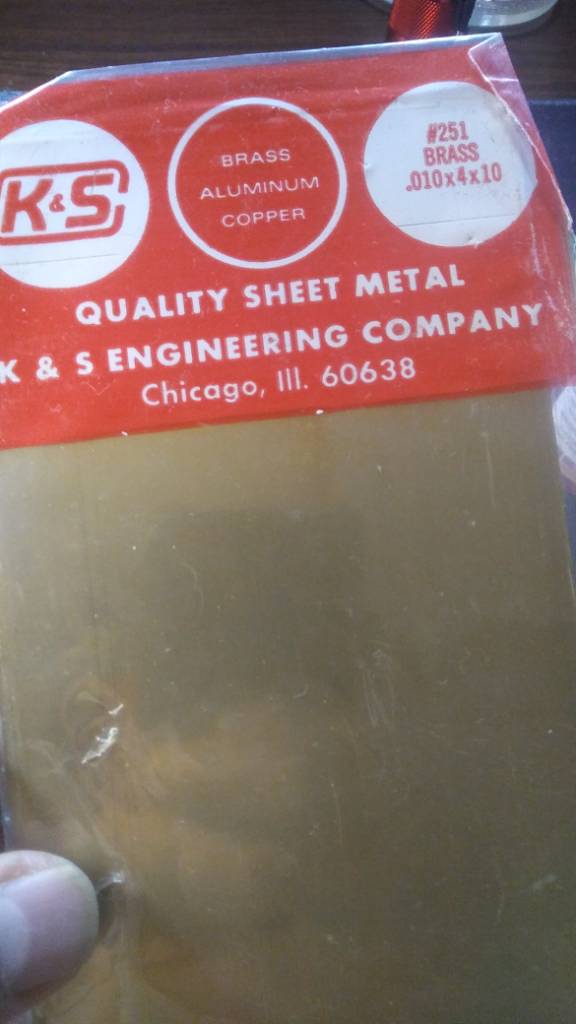 K&S
BRASS
ALUMINUM
COPPER
#251
BRASS
.010x4x10
QUALITY SHEET METAL
K & S ENGINEERING COMPANY
Chicago, Ill. 60638